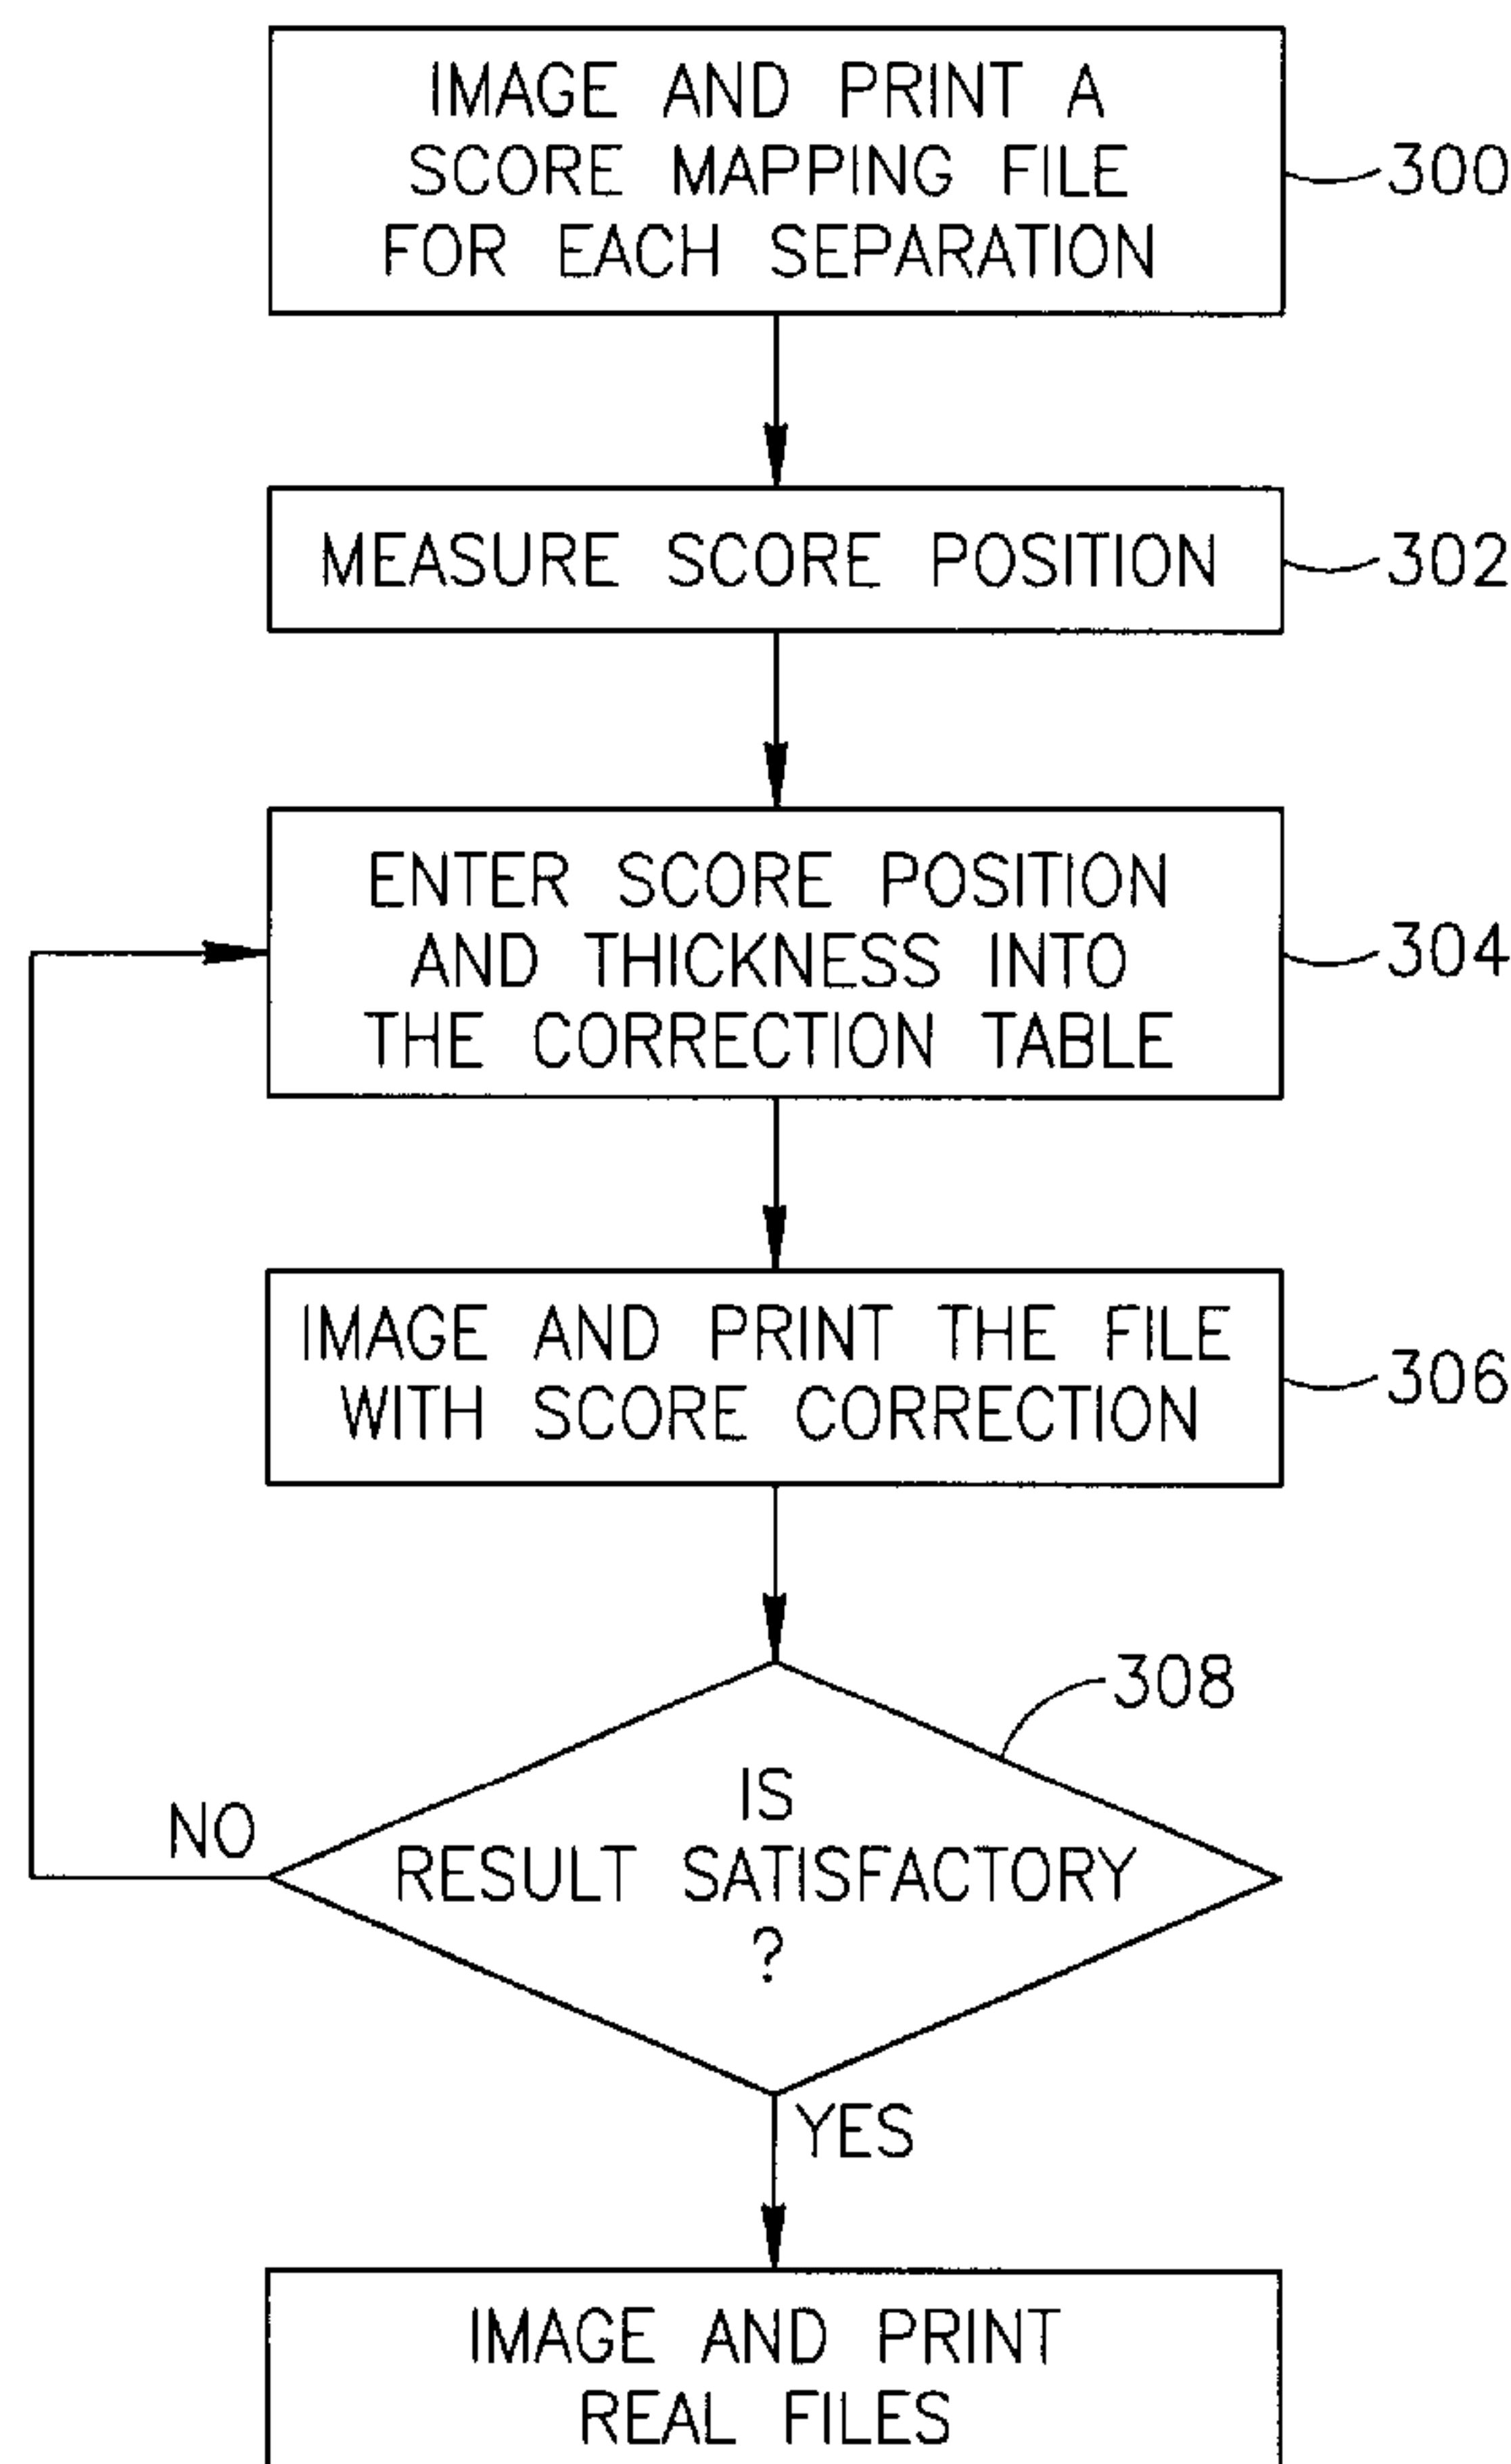 IMAGE AND PRINT A
SCORE MAPPING FILE
FOR EACH SEPARATION
300
MEASURE SCORE POSITION
302
ENTER SCORE POSITION
AND THICKNESS INTO
THE CORRECTION TABLE
304
IMAGE AND PRINT THE FILE
WITH SCORE CORRECTION
306
308
IS
RESULT SATISFACTORY
?
NO
YES
IMAGE AND PRINT
REAL FILES